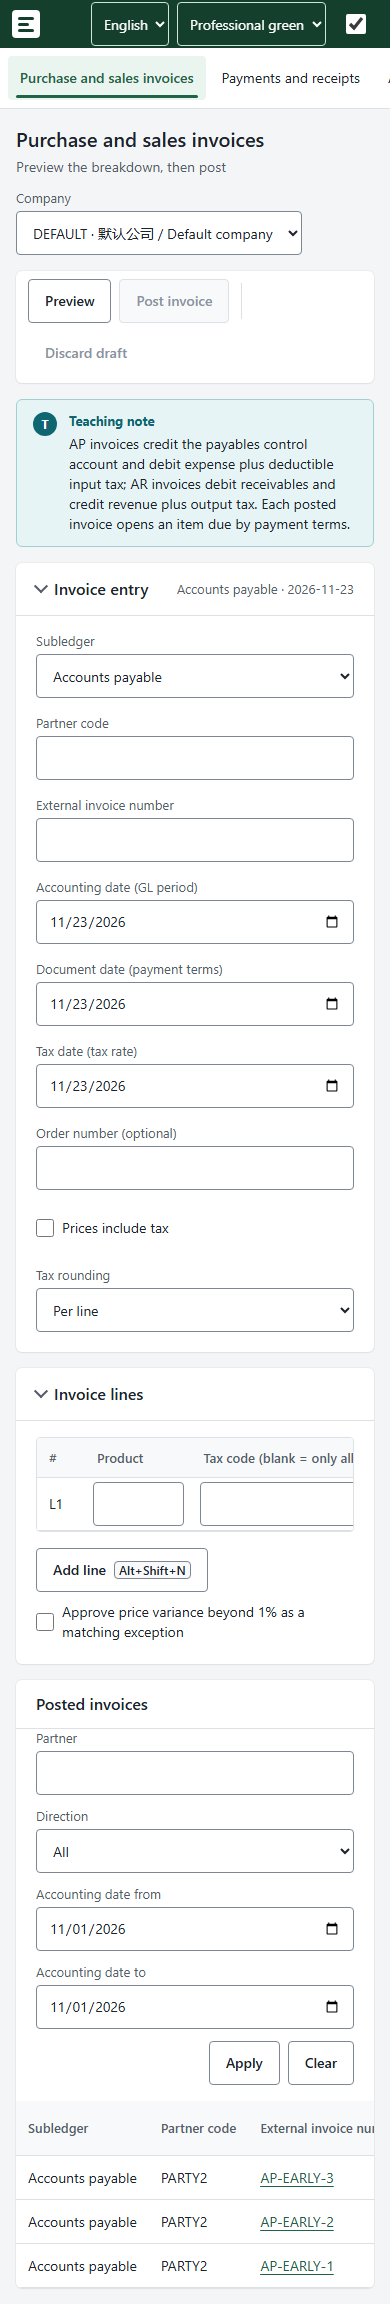 English
Professional green
Purchase and sales invoices
Payments and receipts
Purchase and sales invoices
Preview the breakdown, then post
Company
DEFAULT · 默认公司 / Default company
Preview
Post invoice
Discard draft
T
Teaching note
AP invoices credit the payables control
account and debit expense plus deductible
input tax; AR invoices debit receivables and
credit revenue plus output tax. Each posted
invoice opens an item due by payment terms.
Invoice entry
Accounts payable · 2026-11-23
Subledger
Accounts payable
Partner code
External invoice number
Accounting date (GL period)
11/23/2026
Document date (payment terms)
11/23/2026
Tax date (tax rate)
11/23/2026
Order number (optional)
Prices include tax
Tax rounding
Per line
Invoice lines
# Product Tax code (blank = only all
L1
Add line Alt+Shift+N
Approve price variance beyond 1% as a
matching exception
Posted invoices
Partner
Direction
All
Accounting date from
11/01/2026
Accounting date to
11/01/2026
Apply
Clear
Subledger Partner code External invoice
Accounts payable PARTY2 AP-EARLY-3
Accounts payable PARTY2 AP-EARLY-2
Accounts payable PARTY2 AP-EARLY-1